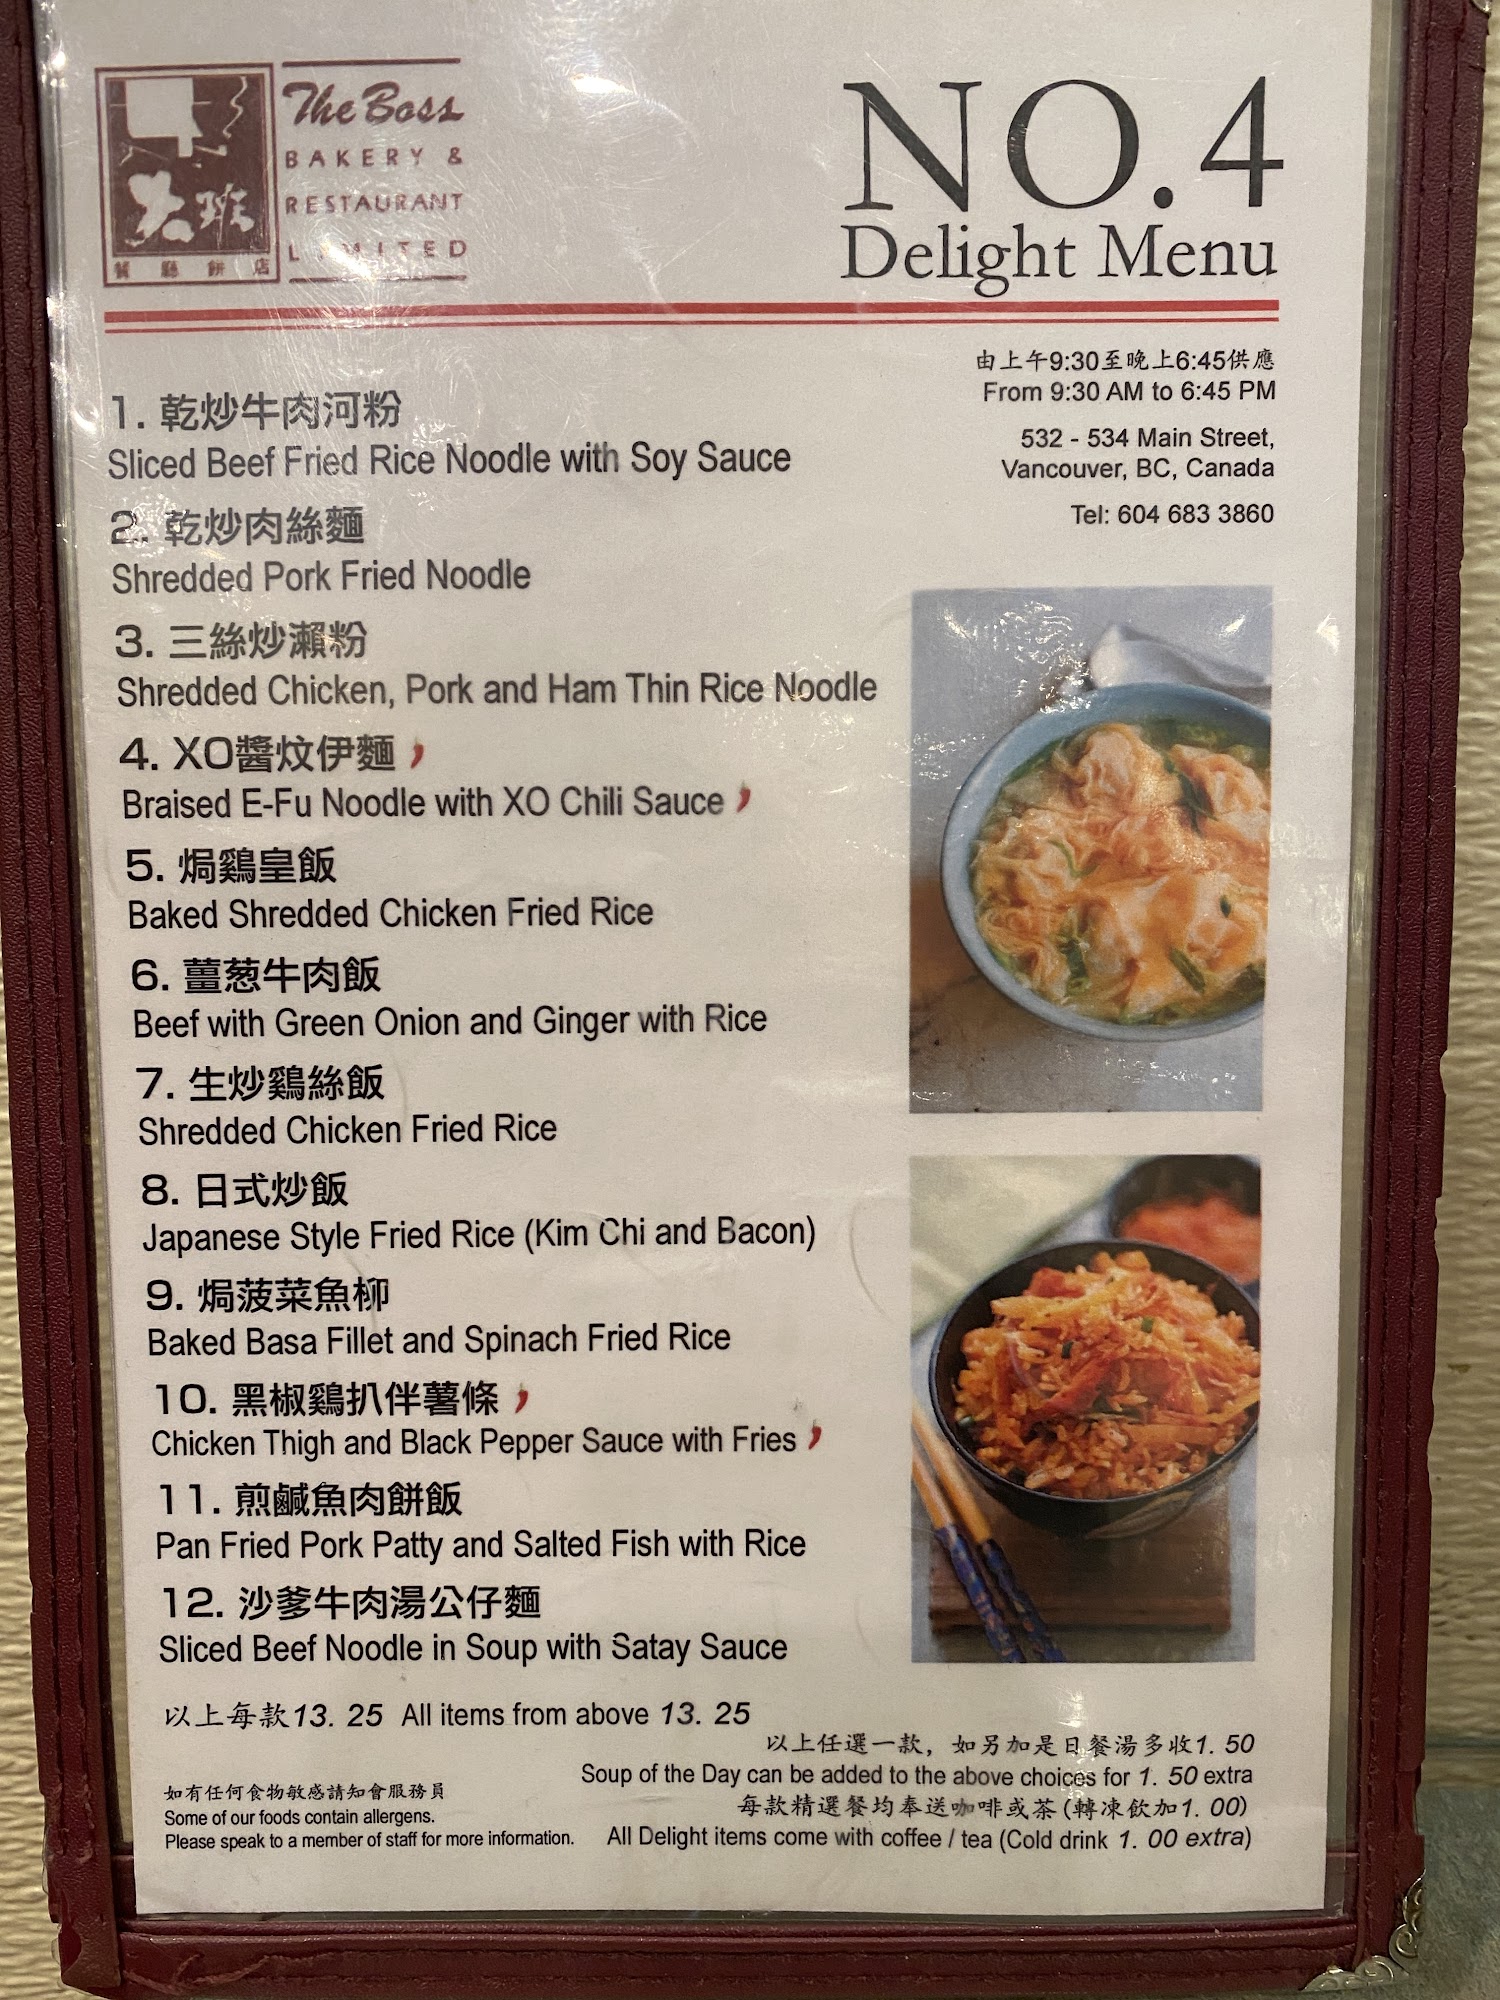 The Boss
BAKERY &
RESTAURANT
LIMITED
大班
餐廳餅店
NO.4
Delight Menu
由上午9:30至晚上6:45供應
From 9:30 AM to 6:45 PM
532 - 534 Main Street,
Vancouver, BC, Canada
Tel: 604 683 3860
1. 乾炒牛肉河粉
Sliced Beef Fried Rice Noodle with Soy Sauce
2. 乾炒肉絲麵
Shredded Pork Fried Noodle
3. 三絲炒瀨粉
Shredded Chicken, Pork and Ham Thin Rice Noodle
4. XO醬炆伊麵
Braised E-Fu Noodle with XO Chili Sauce
5. 焗鷄皇飯
Baked Shredded Chicken Fried Rice
6. 薑葱牛肉飯
Beef with Green Onion and Ginger with Rice
7. 生炒鷄絲飯
Shredded Chicken Fried Rice
8. 日式炒飯
Japanese Style Fried Rice (Kim Chi and Bacon)
9. 焗菠菜魚柳
Baked Basa Fillet and Spinach Fried Rice
10. 黑椒鷄扒伴薯條
Chicken Thigh and Black Pepper Sauce with Fries
11. 煎鹹魚肉餅飯
Pan Fried Pork Patty and Salted Fish with Rice
12. 沙爹牛肉湯公仔麵
Sliced Beef Noodle in Soup with Satay Sauce
以上每款13. 25 All items from above 13. 25
以上任選一款，如另加是日餐湯多收1. 50
Soup of the Day can be added to the above choices for 1. 50 extra
每款精選餐均奉送咖啡或茶(轉凍飲加1. 00)
All Delight items come with coffee / tea (Cold drink 1. 00 extra)
如有任何食物敏感請知會服務員
Some of our foods contain allergens.
Please speak to a member of staff for more information.